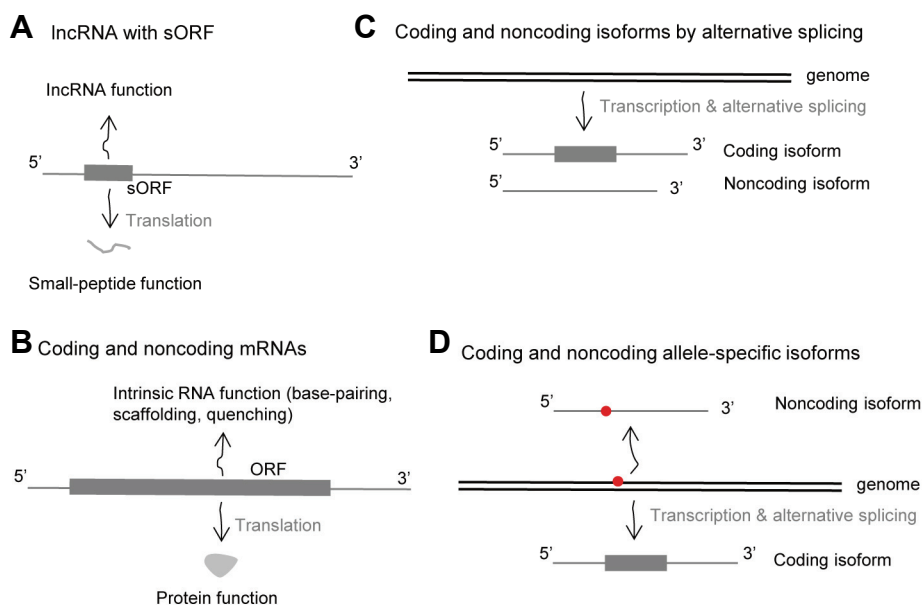 A lncRNA with sORF
lncRNA function
5’ 3’
sORF
Translation
Small-peptide function
B Coding and noncoding mRNAs
Intrinsic RNA function (base-pairing,
scaffolding, quenching)
5’ ORF 3’
Translation
Protein function
C Coding and noncoding isoforms by alternative splicing
genome
Transcription & alternative splicing
5’ 3’ Coding isoform
5’ 3’ Noncoding isoform
D Coding and noncoding allele-specific isoforms
5’ 3’ Noncoding isoform
genome
Transcription & alternative splicing
5’ 3’ Coding isoform